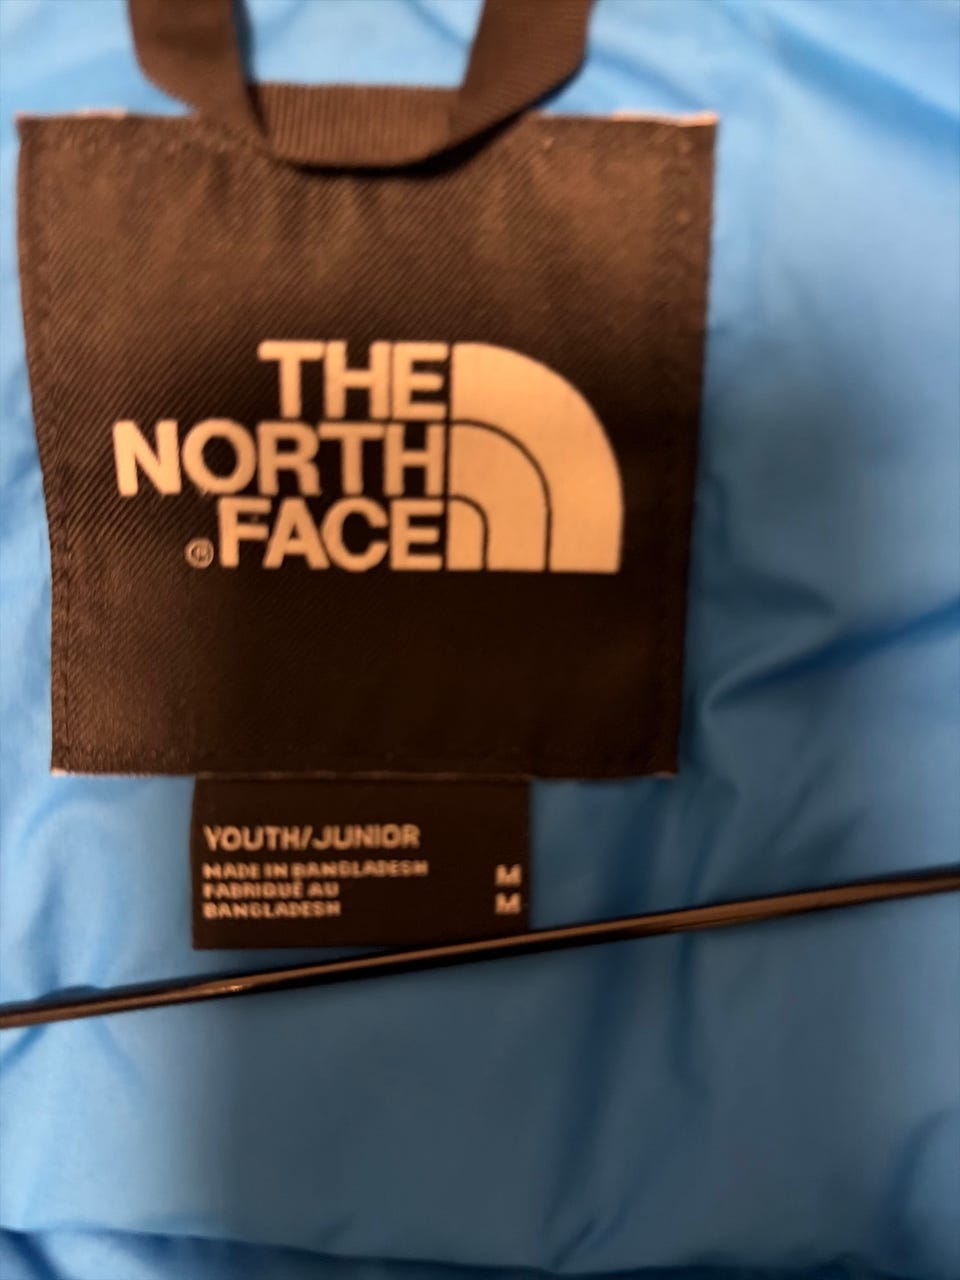 THE
NORTH
®FACE
YOUTH/JUNIOR
MADE IN BANGLADESH M
FABRIQUÉ AU
BANGLADESH M